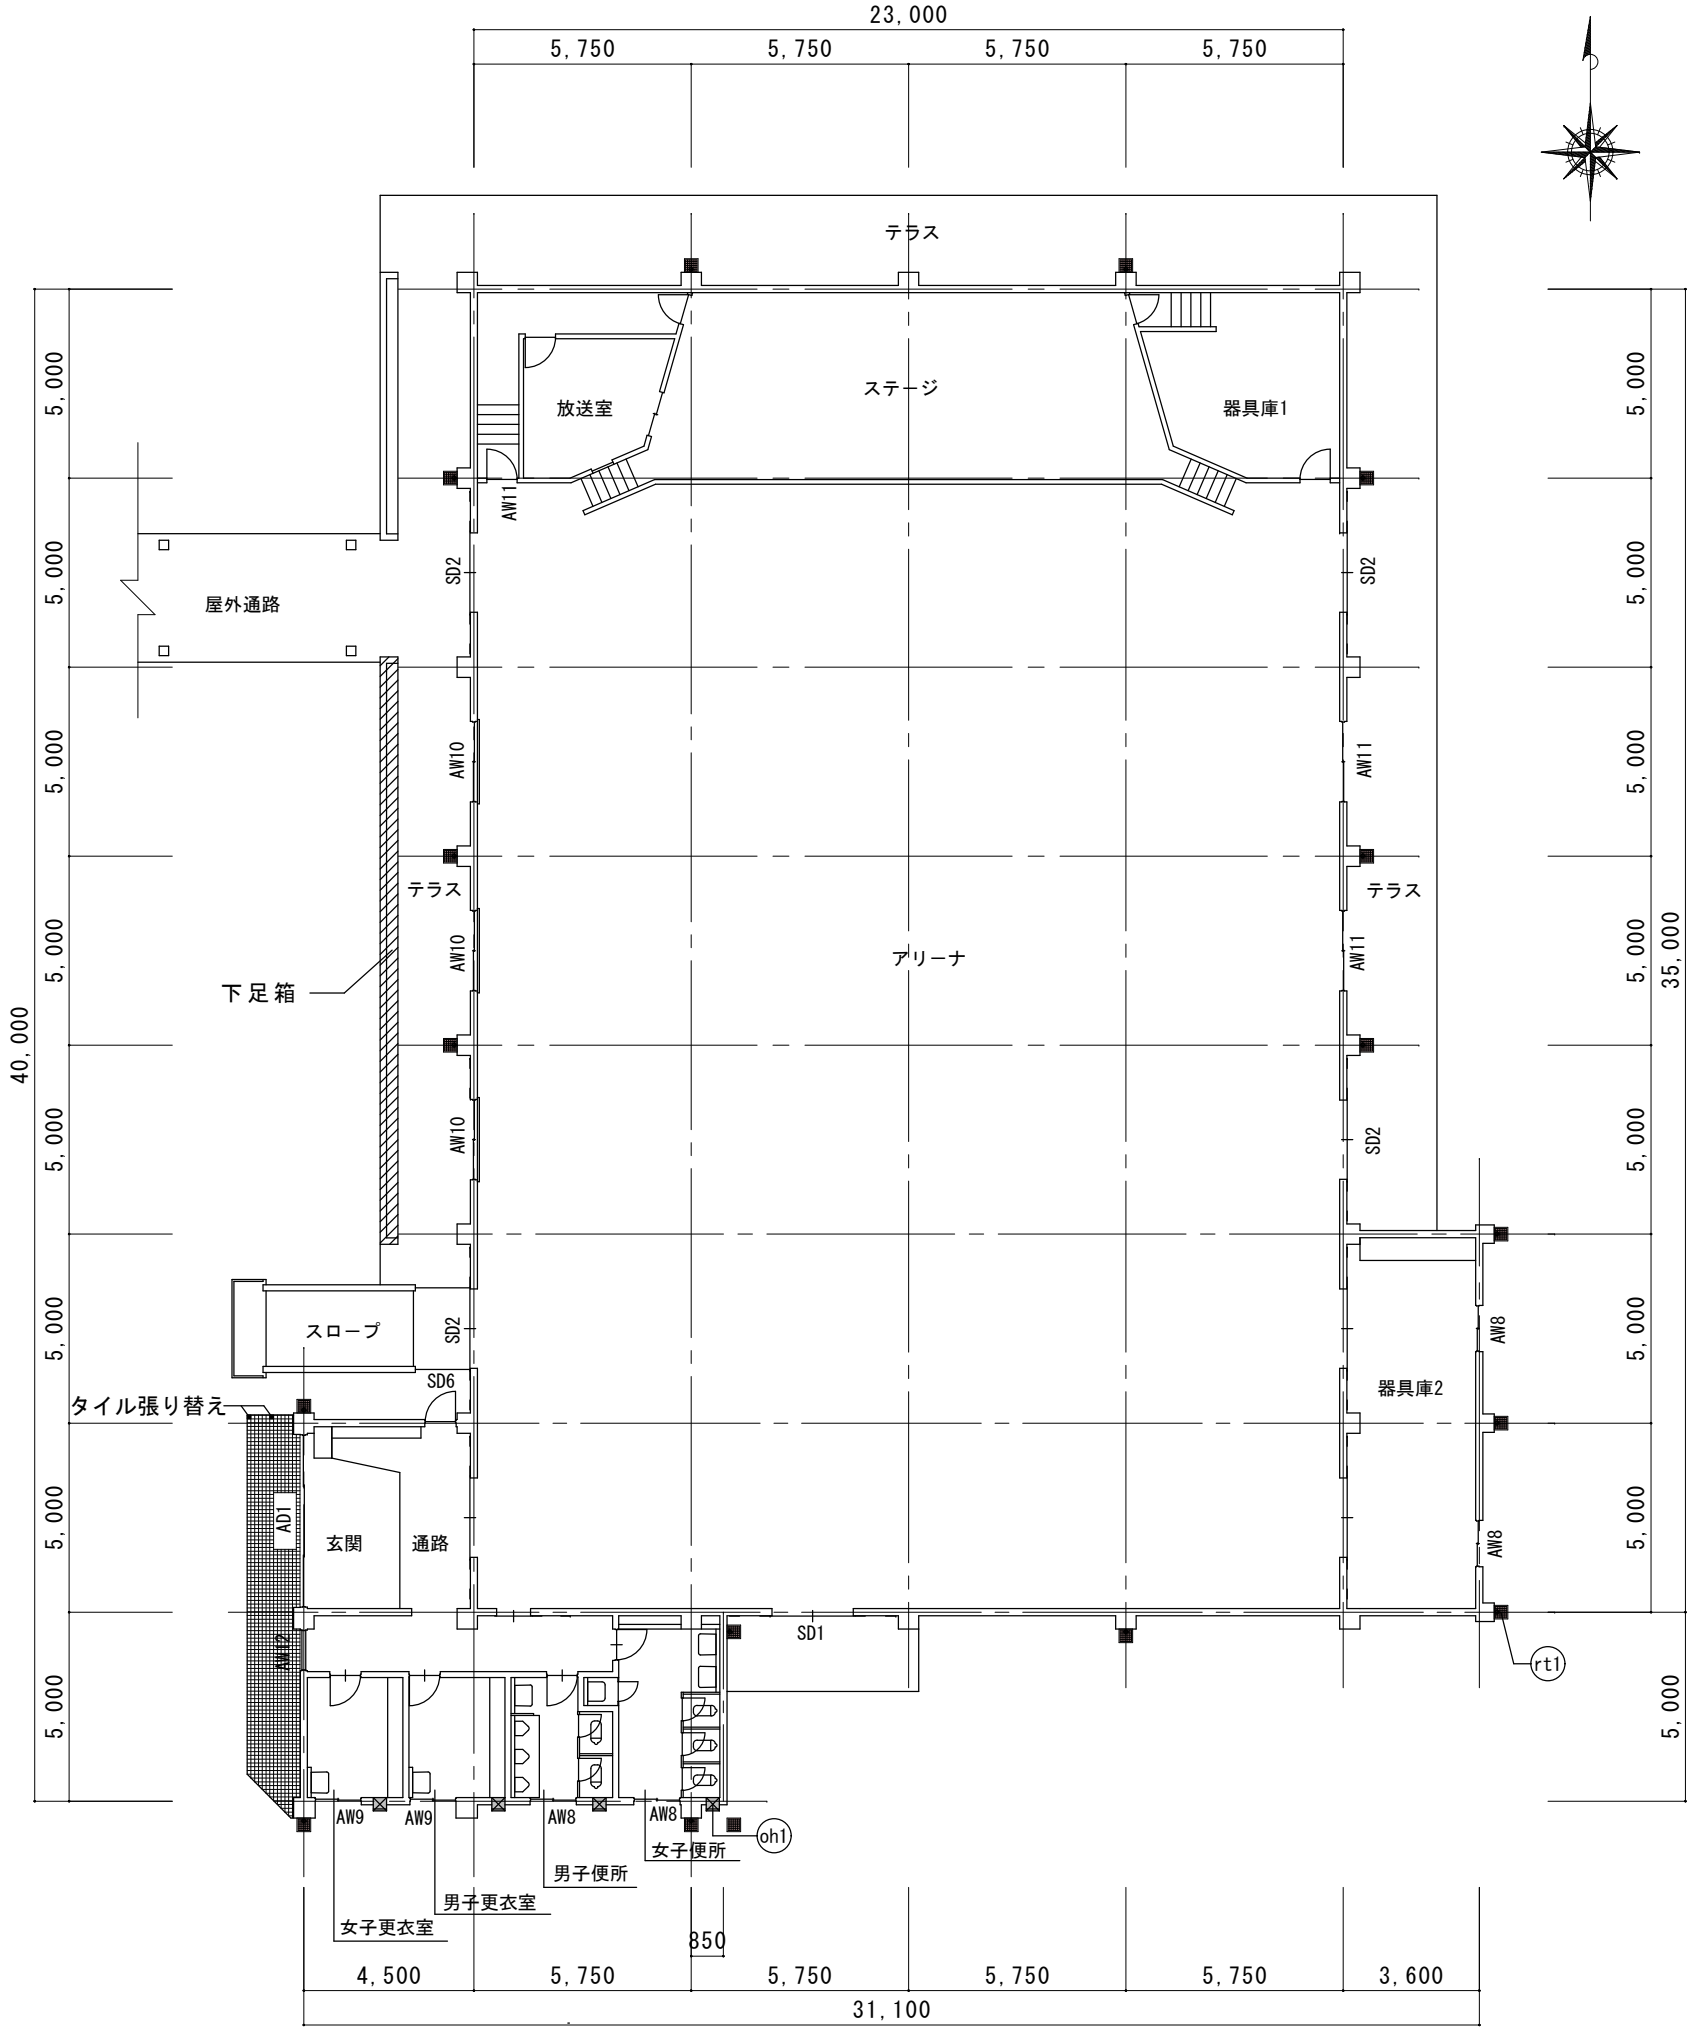 23,000
5,750
5,750
5,750
5,750
テラス
ステージ
放送室
器具庫1
5,000
5,000
AW11
SD2
SD2
5,000
5,000
屋外通路
AW10
AW11
5,000
5,000
テラス
テラス
AW10
AW11
アリーナ
5,000
5,000
35,000
下足箱
40,000
AW10
SD2
5,000
5,000
スロープ
SD2
AW8
5,000
5,000
SD6
器具庫2
タイル張り替え
AD1
玄関
通路
AW8
5,000
5,000
SD1
AW12
rt1
5,000
5,000
AW9
AW9
AW8
AW8
oh1
女子便所
男子便所
男子更衣室
女子更衣室
850
4,500
5,750
5,750
5,750
5,750
3,600
31,100